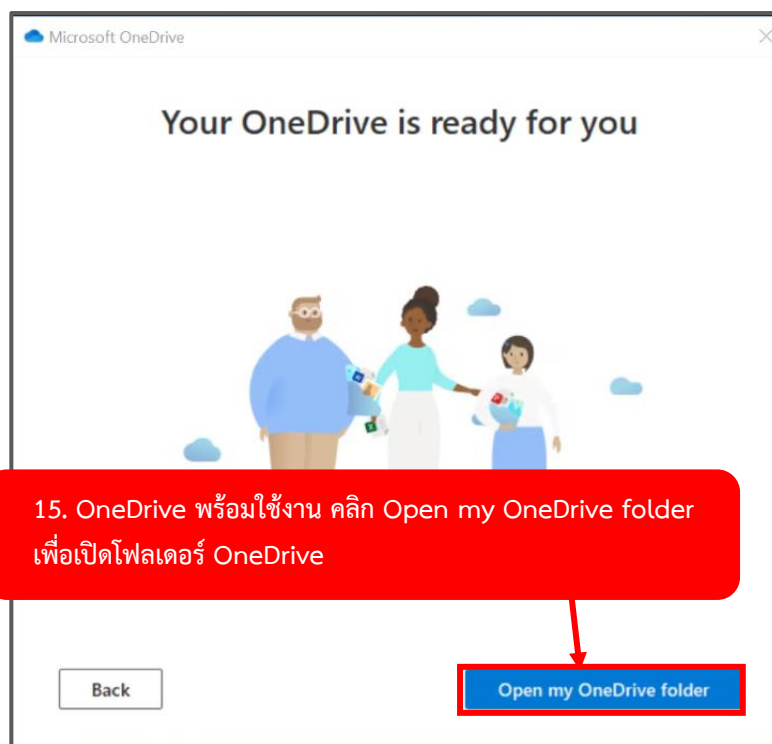 Microsoft OneDrive
Your OneDrive is ready for you
15. OneDrive พร้อมใช้งาน คลิก Open my OneDrive folder
เพื่อเปิดโฟลเดอร์ OneDrive
Back
Open my OneDrive folder